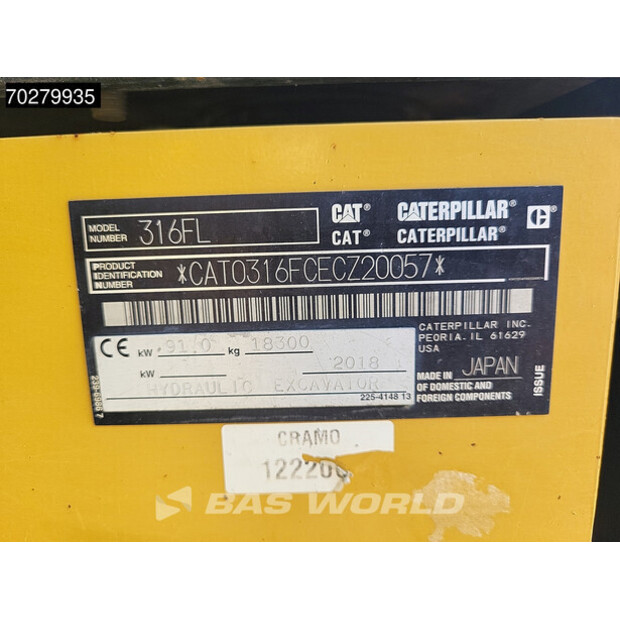 70279935
MODEL NUMBER 316FL
CAT® CATERPILLAR®
CAT® CATERPILLAR®
PRODUCT IDENTIFICATION NUMBER *CAT0316FCECZ20057*
CE kW 91.0 kg 18300
kW 2018
HYDRAULIC EXCAVATOR
225-4148 13
CATERPILLAR INC.
PEORIA. IL 61629
USA
MADE IN JAPAN
OF DOMESTIC AND
FOREIGN COMPONENTS
ISSUE
CRAMO
BAS WORLD